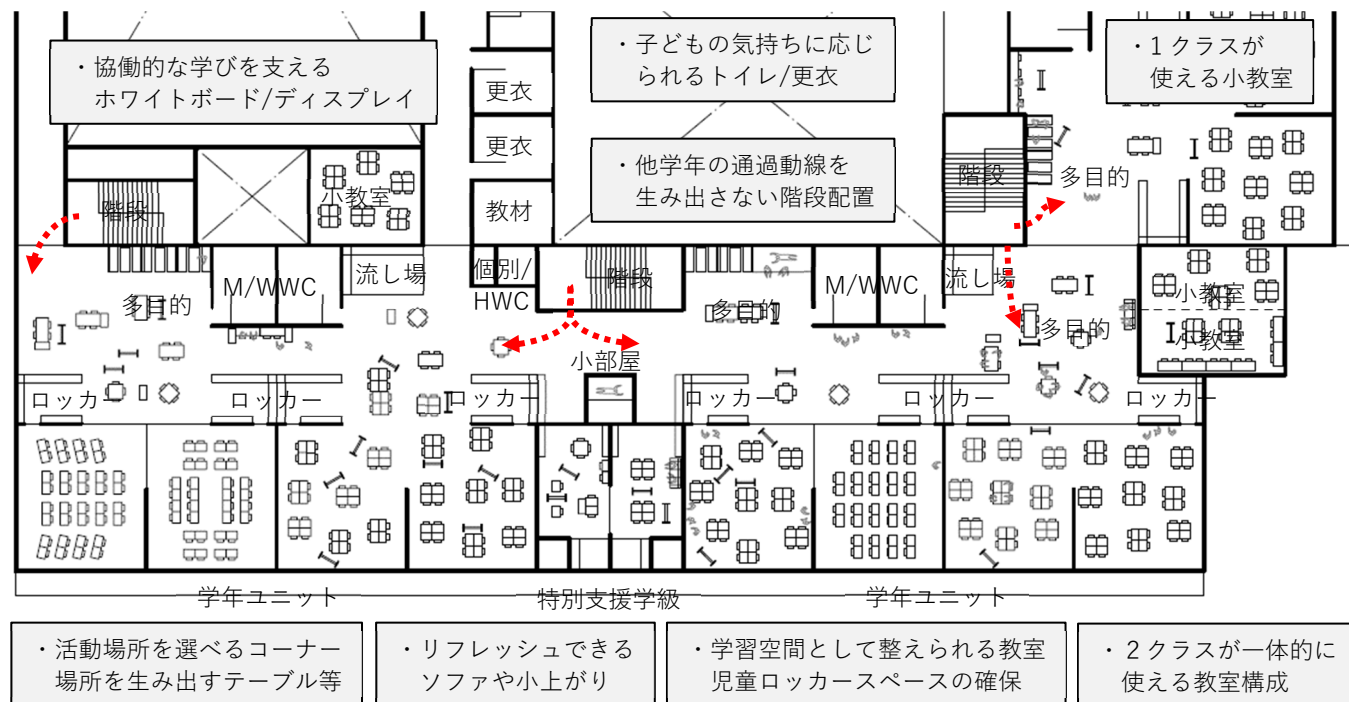 ・協働的な学びを支える
ホワイトボード/ディスプレイ
・子どもの気持ちに応じ
られるトイレ/更衣
・1クラスが
使える小教室
更衣
更衣
・他学年の通過動線を
生み出さない階段配置
階段
小教室
教材
階段
多目的
M/WWC
流し場
個別/
HWC
階段
M/WWC
流し場
小教室
多目的
多目的
多目的
小教室
小部屋
ロッカー
ロッカー
ロッカー
ロッカー
ロッカー
ロッカー
学年ユニット
特別支援学級
学年ユニット
・活動場所を選べるコーナー
場所を生み出すテーブル等
・リフレッシュできる
ソファや小上がり
・学習空間として整えられる教室
児童ロッカースペースの確保
・２クラスが一体的に
使える教室構成